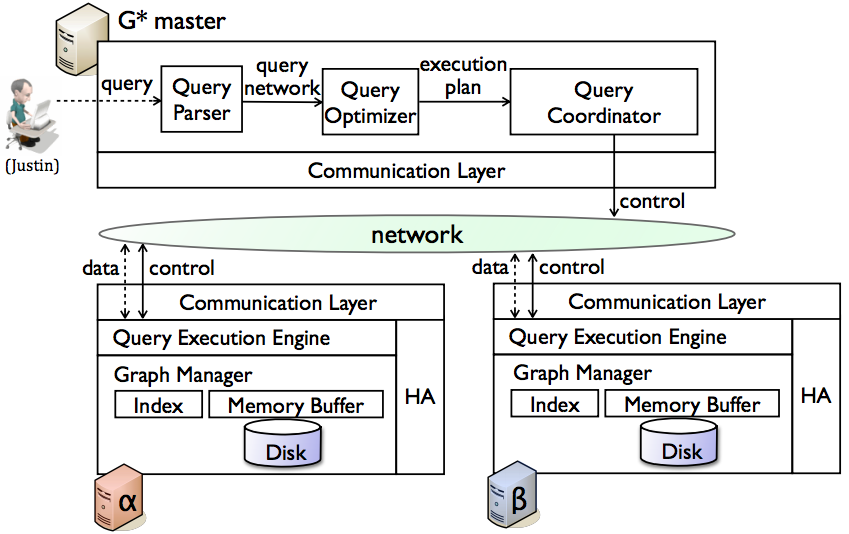 G* master
query
Query
Parser
query
network
Query
Optimizer
execution
plan
Query
Coordinator
(Justin)
Communication Layer
control
network
data
control
Communication Layer
Query Execution Engine
Graph Manager
Index
Memory Buffer
Disk
HA
α
data
control
Communication Layer
Query Execution Engine
Graph Manager
Index
Memory Buffer
Disk
HA
β